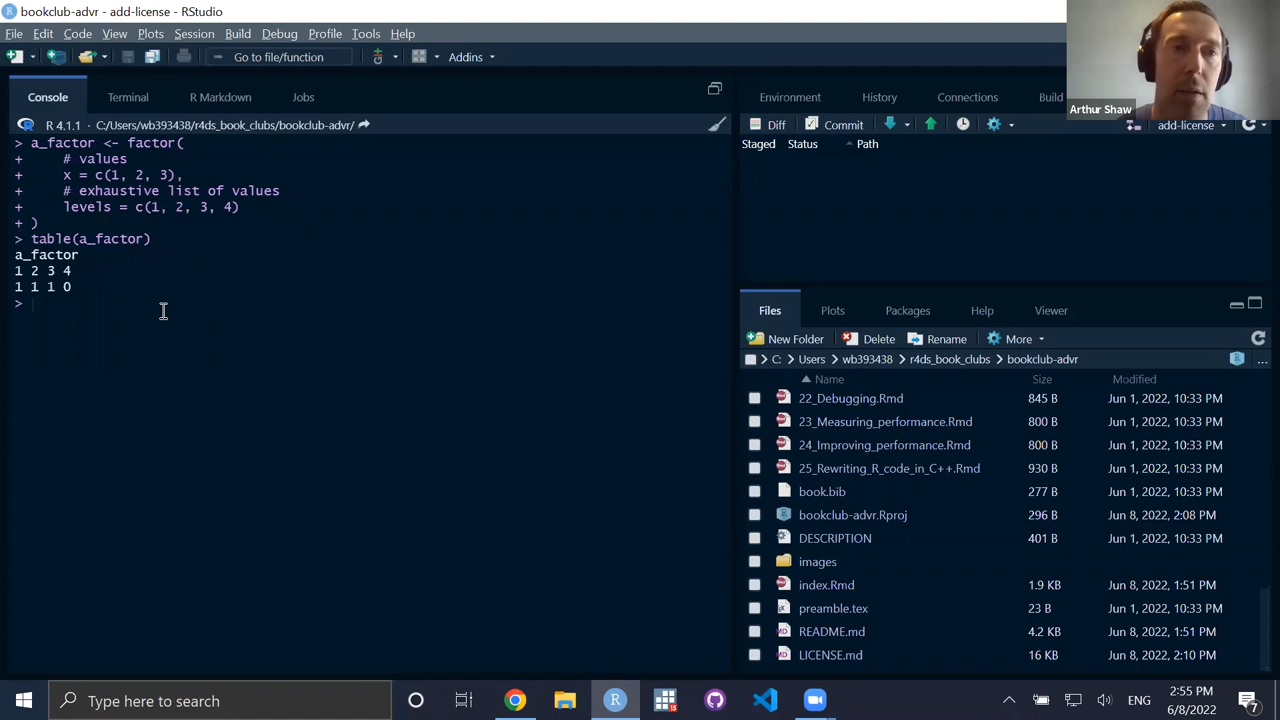 bookclub-advr - add-license - RStudio
File Edit Code View Plots Session Build Debug Profile Tools Help
Go to file/function Addins
Console Terminal R Markdown Jobs
R 4.1.1 · C:/Users/wb393438/r4ds_book_clubs/bookclub-advr/
> a_factor <- factor(
+     # values
+     x = c(1, 2, 3),
+     # exhaustive list of values
+     levels = c(1, 2, 3, 4)
+ )
> table(a_factor)
a_factor
1 2 3 4
1 1 1 0
>
Arthur Shaw
Environment History Connections Build
Diff Commit add-license
Staged Status Path
Files Plots Packages Help Viewer
New Folder Delete Rename More
C: > Users > wb393438 > r4ds_book_clubs > bookclub-advr ...
Name Size Modified
22_Debugging.Rmd 845 B Jun 1, 2022, 10:33 PM
23_Measuring_performance.Rmd 800 B Jun 1, 2022, 10:33 PM
24_Improving_performance.Rmd 800 B Jun 1, 2022, 10:33 PM
25_Rewriting_R_code_in_C++.Rmd 930 B Jun 1, 2022, 10:33 PM
book.bib 277 B Jun 1, 2022, 10:33 PM
bookclub-advr.Rproj 296 B Jun 8, 2022, 2:08 PM
DESCRIPTION 401 B Jun 1, 2022, 10:33 PM
images
index.Rmd 1.9 KB Jun 8, 2022, 1:51 PM
preamble.tex 23 B Jun 1, 2022, 10:33 PM
README.md 4.2 KB Jun 8, 2022, 1:51 PM
LICENSE.md 16 KB Jun 8, 2022, 2:10 PM
Type here to search
ENG
2:55 PM
6/8/2022
7